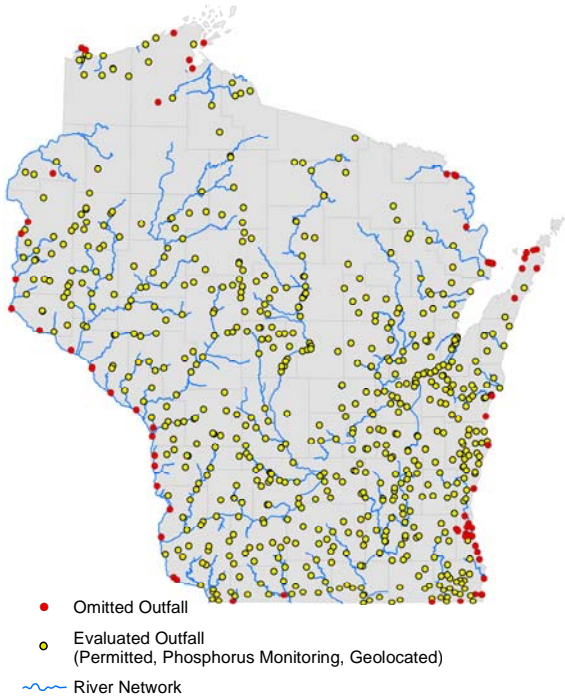 Omitted Outfall
Evaluated Outfall
(Permitted, Phosphorus Monitoring, Geolocated)
River Network